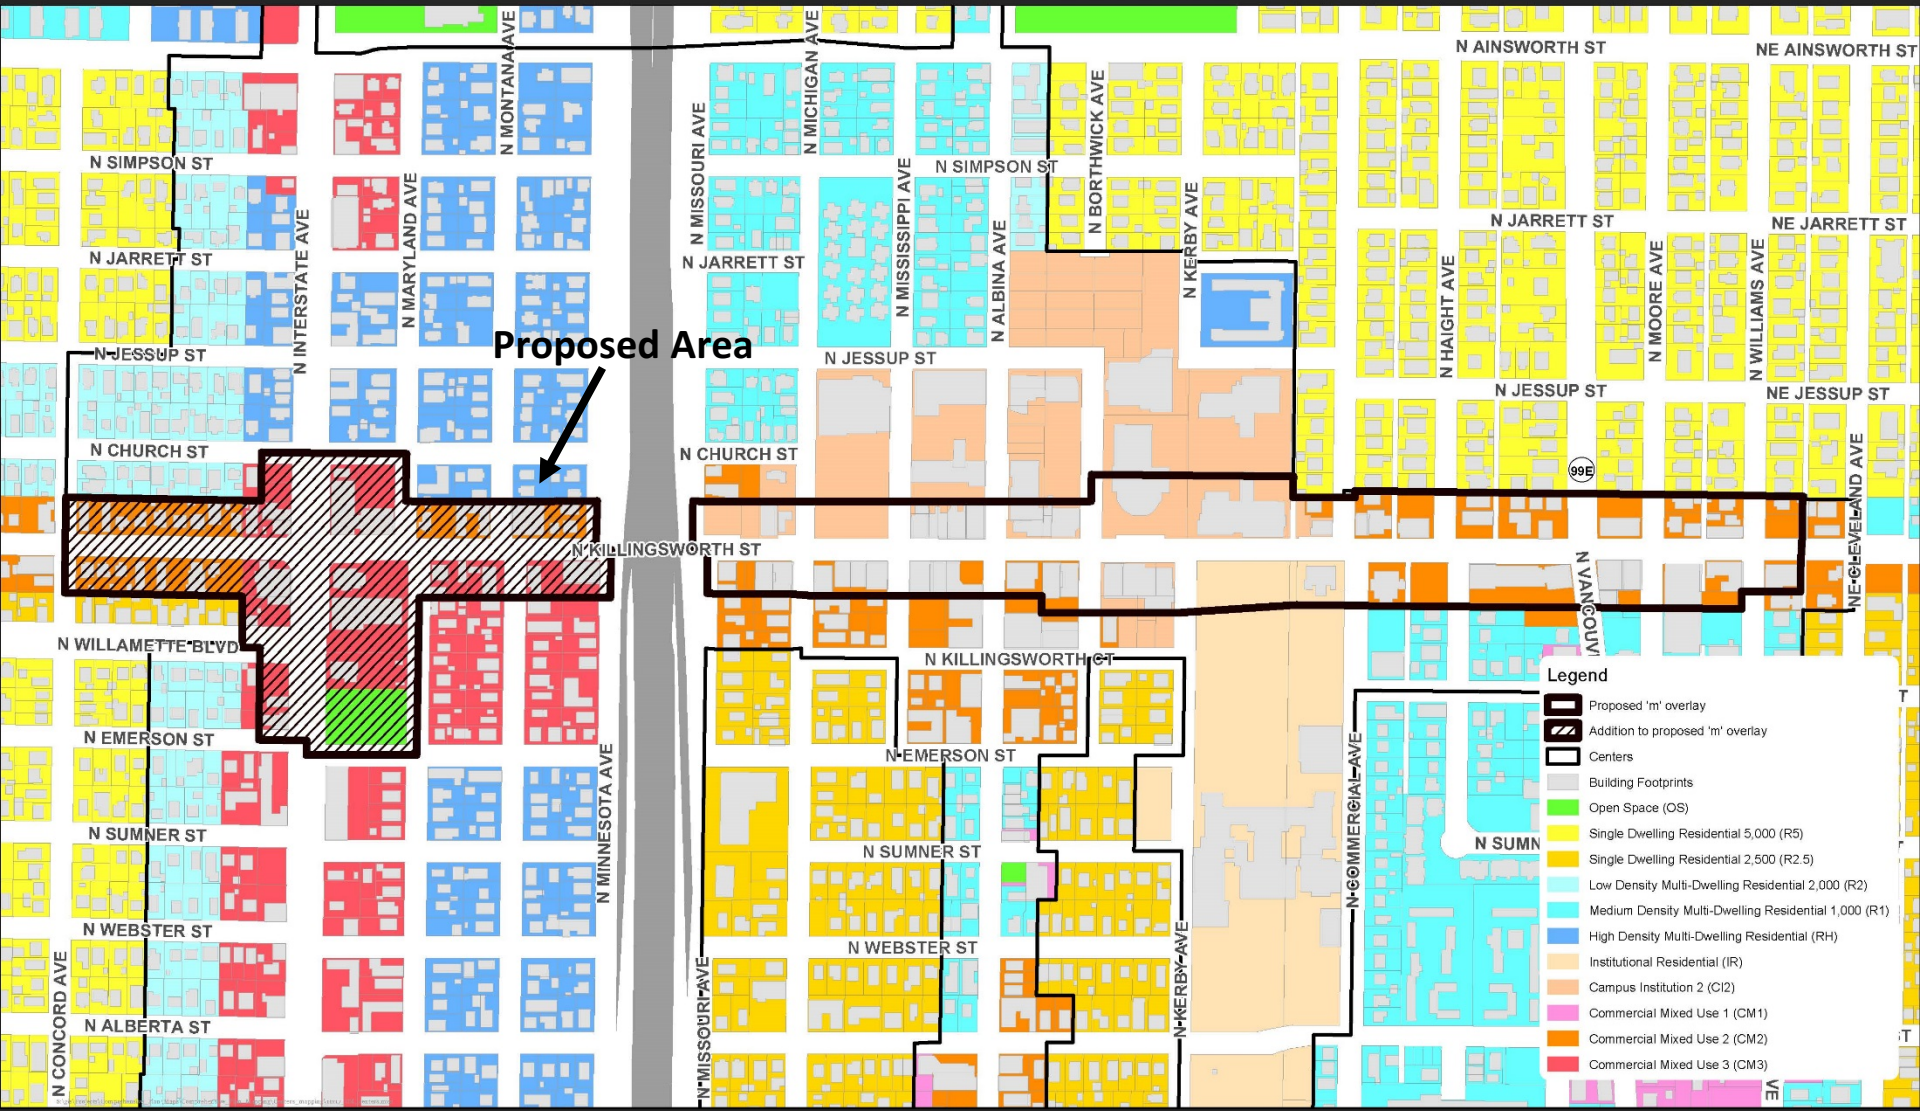 N AINSWORTH ST
NE AINSWORTH ST
N MONTANA AVE
N MICHIGAN AVE
N MISSOURI AVE
N BORTHWICK AVE
N SIMPSON ST
N SIMPSON ST
N MARYLAND AVE
N MISSISSIPPI AVE
N KERBY AVE
N INTERSTATE AVE
N ALBINA AVE
N JARRETT ST
NE JARRETT ST
N JARRETT ST
N JARRETT ST
N HAIGHT AVE
N MOORE AVE
N WILLIAMS AVE
Proposed Area
N JESSUP ST
N JESSUP ST
N JESSUP ST
NE JESSUP ST
N CHURCH ST
N CHURCH ST
99E
NE CLEVELAND AVE
N KILLINGSWORTH ST
N VANCOUV
N WILLAMETTE BLVD
N KILLINGSWORTH CT
N EMERSON ST
N EMERSON ST
N MINNESOTA AVE
N COMMERCIAL AVE
N SUMNER ST
N SUMNER ST
N SUMN
N WEBSTER ST
N WEBSTER ST
N CONCORD AVE
N MISSOURI AVE
N KERBY AVE
N ALBERTA ST
Legend
Proposed 'm' overlay
Addition to proposed 'm' overlay
Centers
Building Footprints
Open Space (OS)
Single Dwelling Residential 5,000 (R5)
Single Dwelling Residential 2,500 (R2.5)
Low Density Multi-Dwelling Residential 2,000 (R2)
Medium Density Multi-Dwelling Residential 1,000 (R1)
High Density Multi-Dwelling Residential (RH)
Institutional Residential (IR)
Campus Institution 2 (CI2)
Commercial Mixed Use 1 (CM1)
Commercial Mixed Use 2 (CM2)
Commercial Mixed Use 3 (CM3)
T
ST
VE